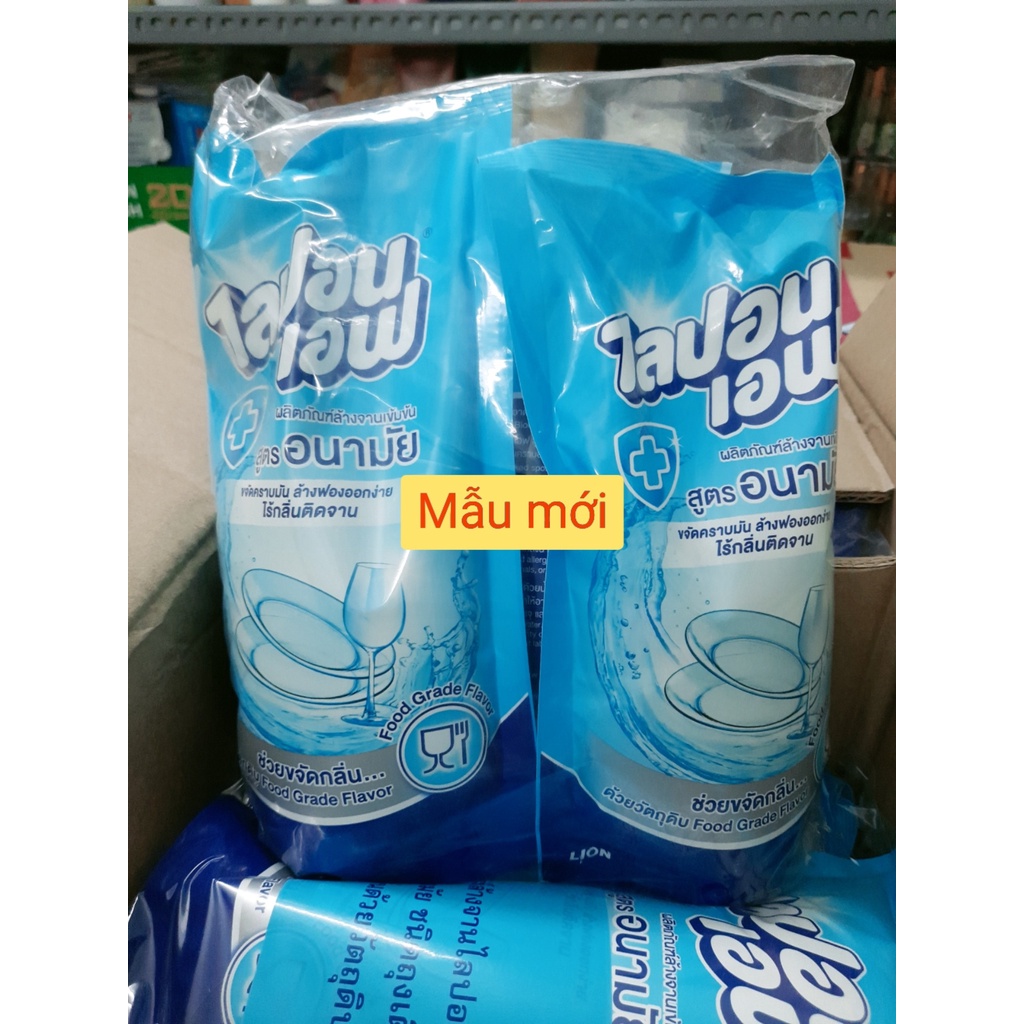 ไลปอน
เอฟ
ผลิตภัณฑ์ล้างจานเข้มข้น
สูตร อนามัย
ขจัดคราบมัน ล้างฟองออกง่าย
ไร้กลิ่นติดจาน
Food Grade Flavor
ช่วยขจัดกลิ่น...
Food Grade Flavor
Mẫu mới
ไลปอน
ผลิตภัณฑ์ล้างจาน
สูตร
ขจัดคราบมัน ล้างฟองออกง่าย
ไร้กลิ่นติดจาน
ช่วยขจัดกลิ่น...
ด้วยวัตถุดิบ Food Grade Flavor
LION
20